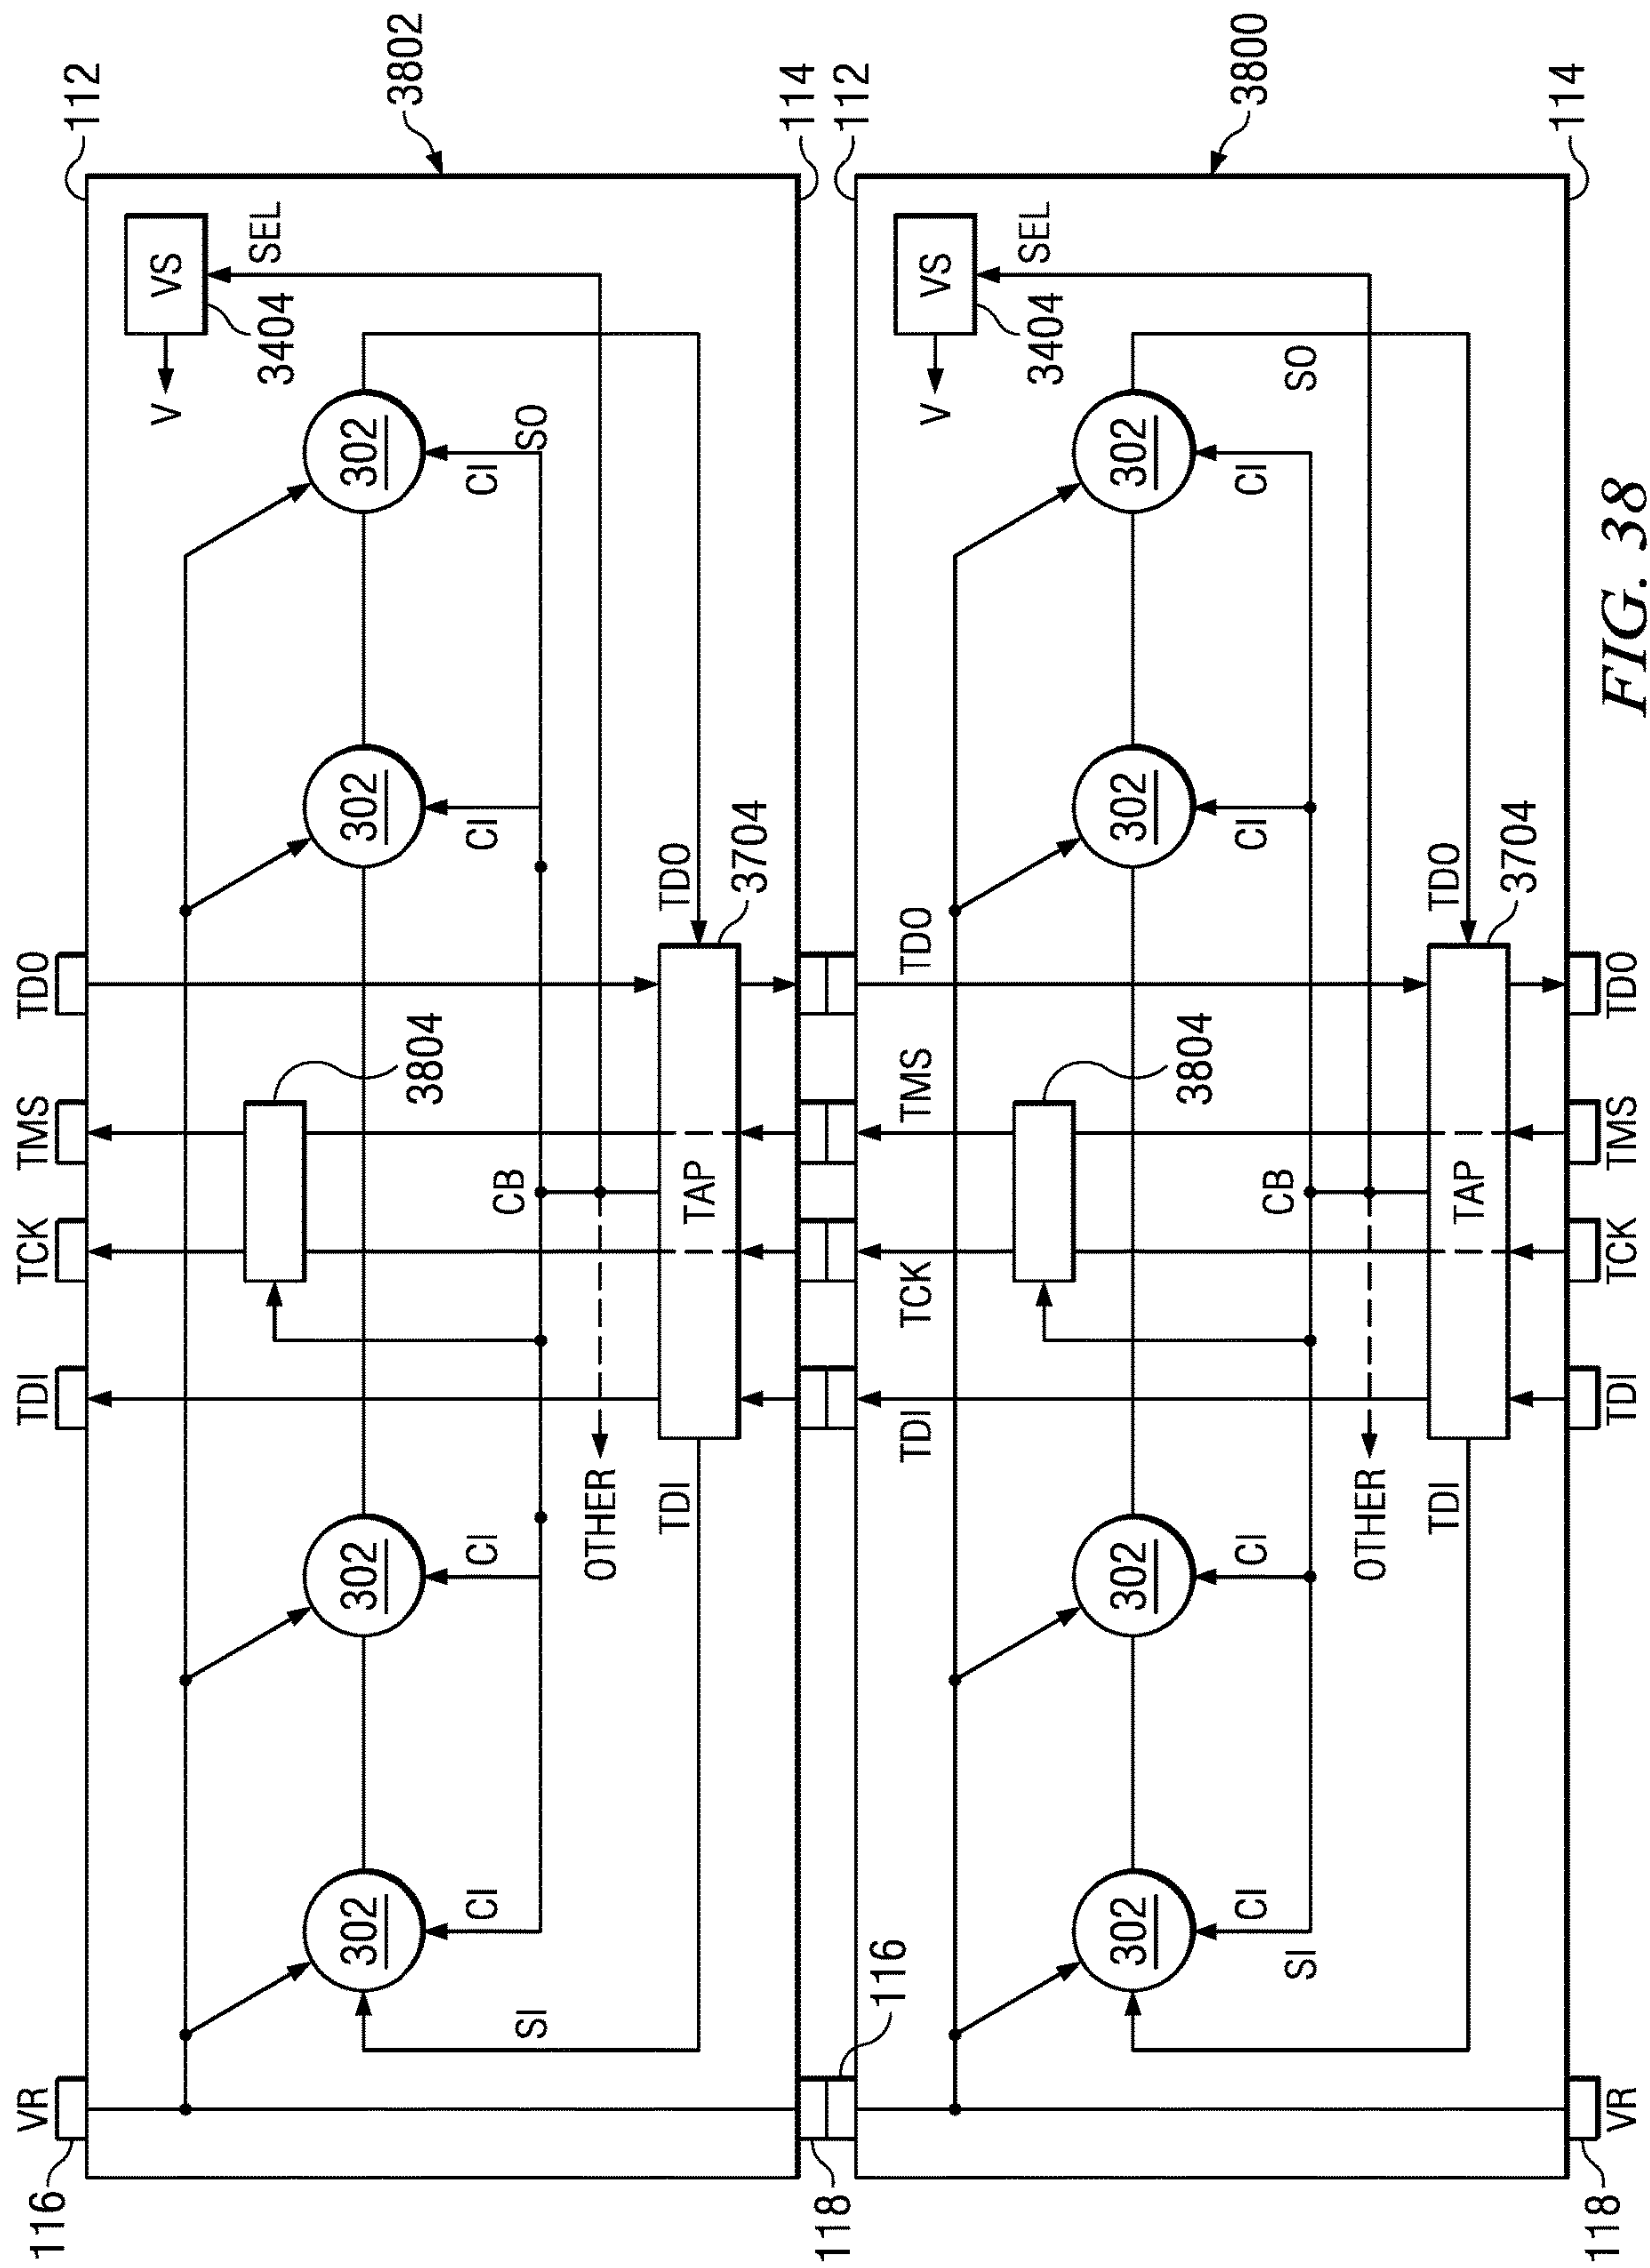 116
VR
TDI
TCK
TMS
TDO
112
3802
VS
V
3404
SEL
302
302
302
302
3804
CI
CI
CI
CI
SO
SI
CB
OTHER
TAP
TDI
TDO
3704
118
116
114
112
TDI
TCK
TMS
TDO
3800
VS
V
3404
SEL
302
302
302
302
3804
CI
CI
CI
CI
SO
SI
CB
OTHER
TAP
TDI
TDO
3704
114
118
VR
TDI
TCK
TMS
TDO
FIG. 38